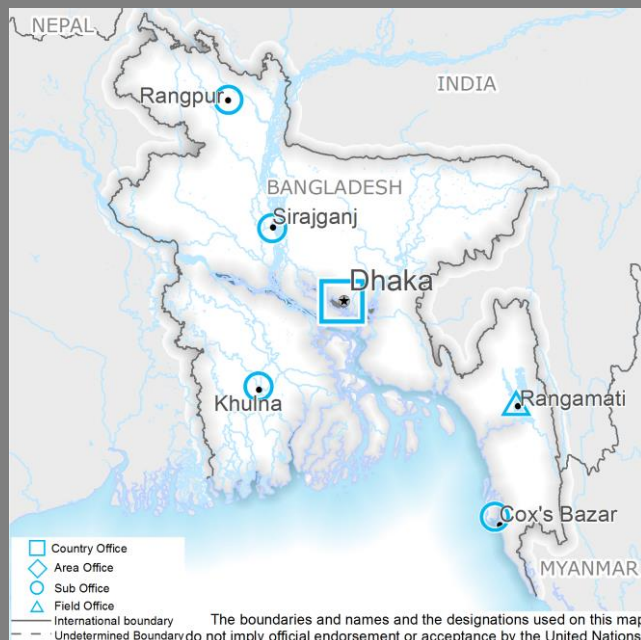 NEPAL
INDIA
Rangpur
BANGLADESH
Sirajganj
Dhaka
Khulna
Rangamati
Cox's Bazar
MYANMAR
Country Office
Area Office
Sub Office
Field Office
International boundary
Undetermined Boundary
The boundaries and names and the designations used on this map
do not imply official endorsement or acceptance by the United Nations